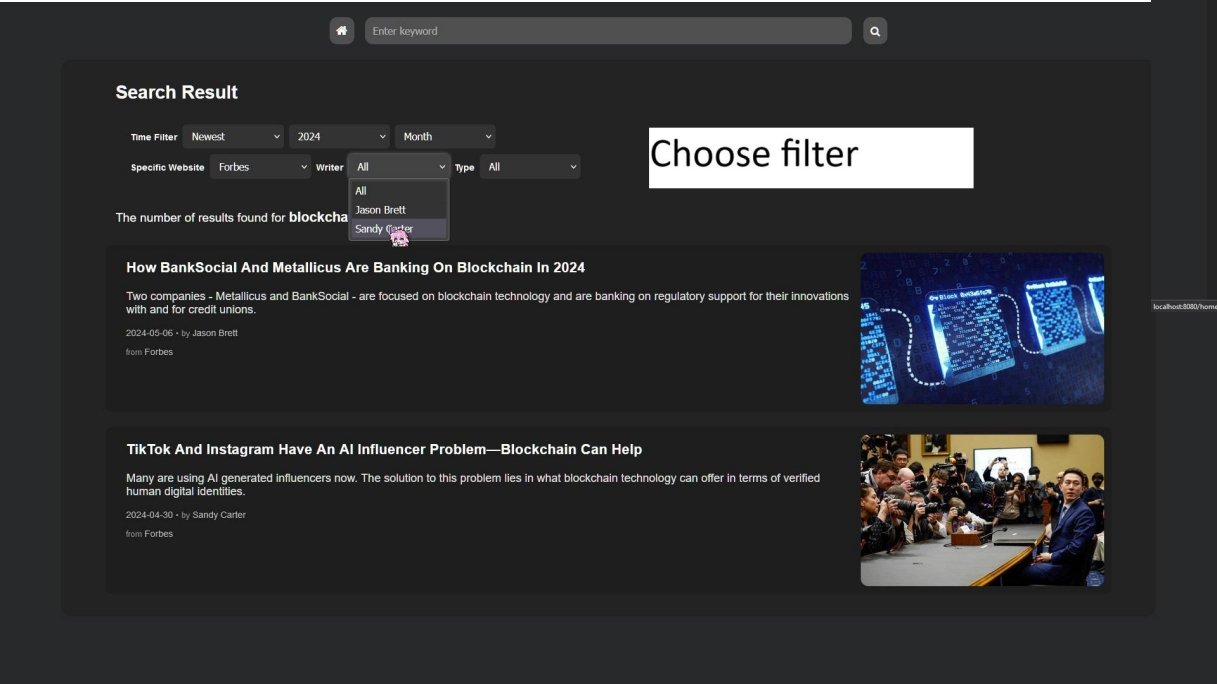 Enter keyword
Search Result
Time Filter Newest 2024 Month
Choose filter
Specific Website Forbes Writer All Type All
All
Jason Brett
Sandy Carter
The number of results found for blockcha
How BankSocial And Metallicus Are Banking On Blockchain In 2024
Two companies - Metallicus and BankSocial - are focused on blockchain technology and are banking on regulatory support for their innovations
with and for credit unions.
2024-05-06 • by Jason Brett
from Forbes
localhost:8080/home
TikTok And Instagram Have An AI Influencer Problem—Blockchain Can Help
Many are using AI generated influencers now. The solution to this problem lies in what blockchain technology can offer in terms of verified
human digital identities.
2024-04-30 • by Sandy Carter
from Forbes